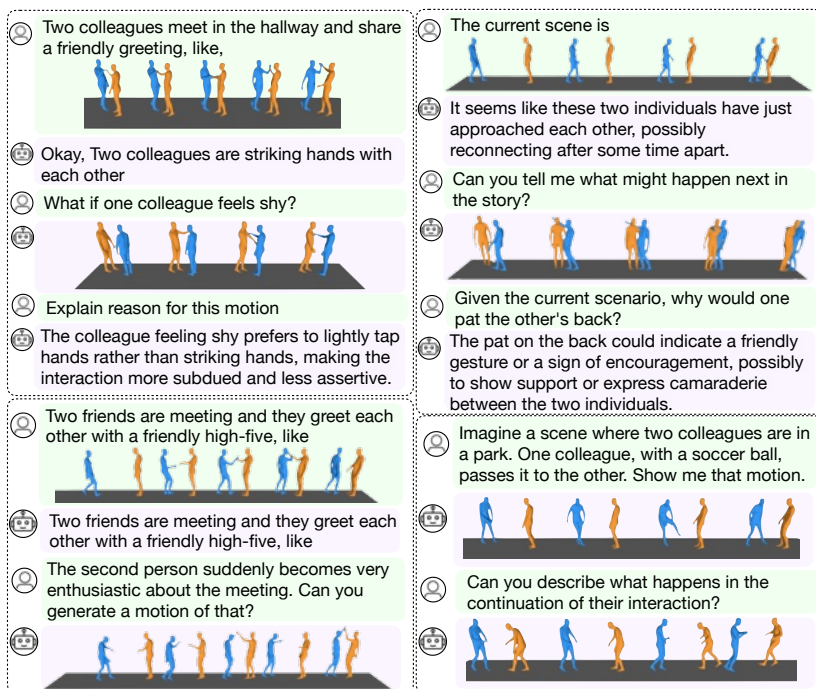 Two colleagues meet in the hallway and share
a friendly greeting, like,
Okay, Two colleagues are striking hands with
each other
What if one colleague feels shy?
Explain reason for this motion
The colleague feeling shy prefers to lightly tap
hands rather than striking hands, making the
interaction more subdued and less assertive.
Two friends are meeting and they greet each
other with a friendly high-five, like
Two friends are meeting and they greet each
other with a friendly high-five, like
The second person suddenly becomes very
enthusiastic about the meeting. Can you
generate a motion of that?
The current scene is
It seems like these two individuals have just
approached each other, possibly
reconnecting after some time apart.
Can you tell me what might happen next in
the story?
Given the current scenario, why would one
pat the other's back?
The pat on the back could indicate a friendly
gesture or a sign of encouragement, possibly
to show support or express camaraderie
between the two individuals.
Imagine a scene where two colleagues are in
a park. One colleague, with a soccer ball,
passes it to the other. Show me that motion.
Can you describe what happens in the
continuation of their interaction?